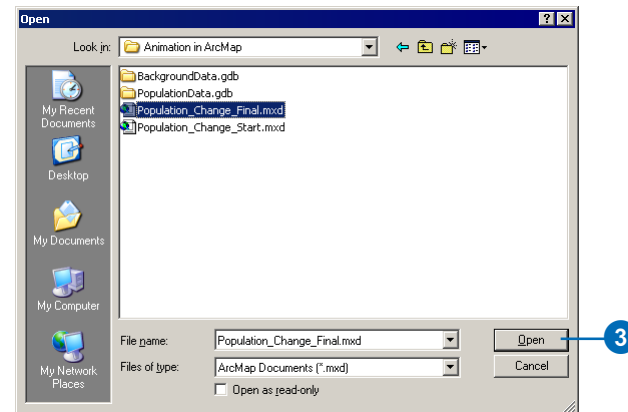 Open
Look in:
Animation in ArcMap
My Recent
Documents
Desktop
My Documents
My Computer
My Network
Places
BackgroundData.gdb
PopulationData.gdb
Population_Change_Final.mxd
Population_Change_Start.mxd
File name:
Population_Change_Final.mxd
Open
3
Files of type:
ArcMap Documents (*.mxd)
Cancel
Open as read-only